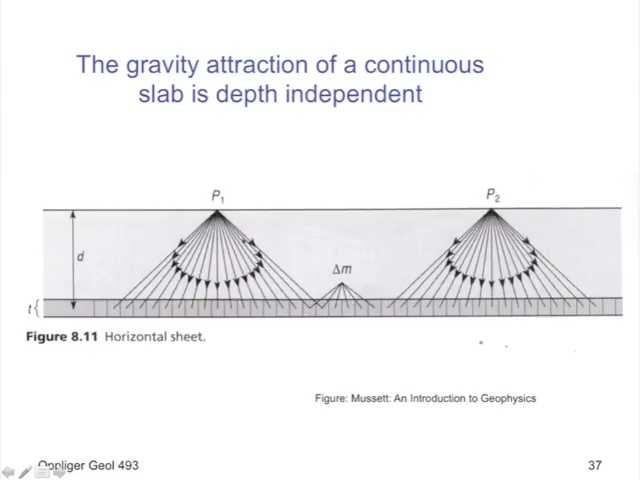 The gravity attraction of a continuous
slab is depth independent
P1
P2
d
Δm
t{
Figure 8.11 Horizontal sheet.
Figure: Mussett: An Introduction to Geophysics
Oppliger Geol 493
37